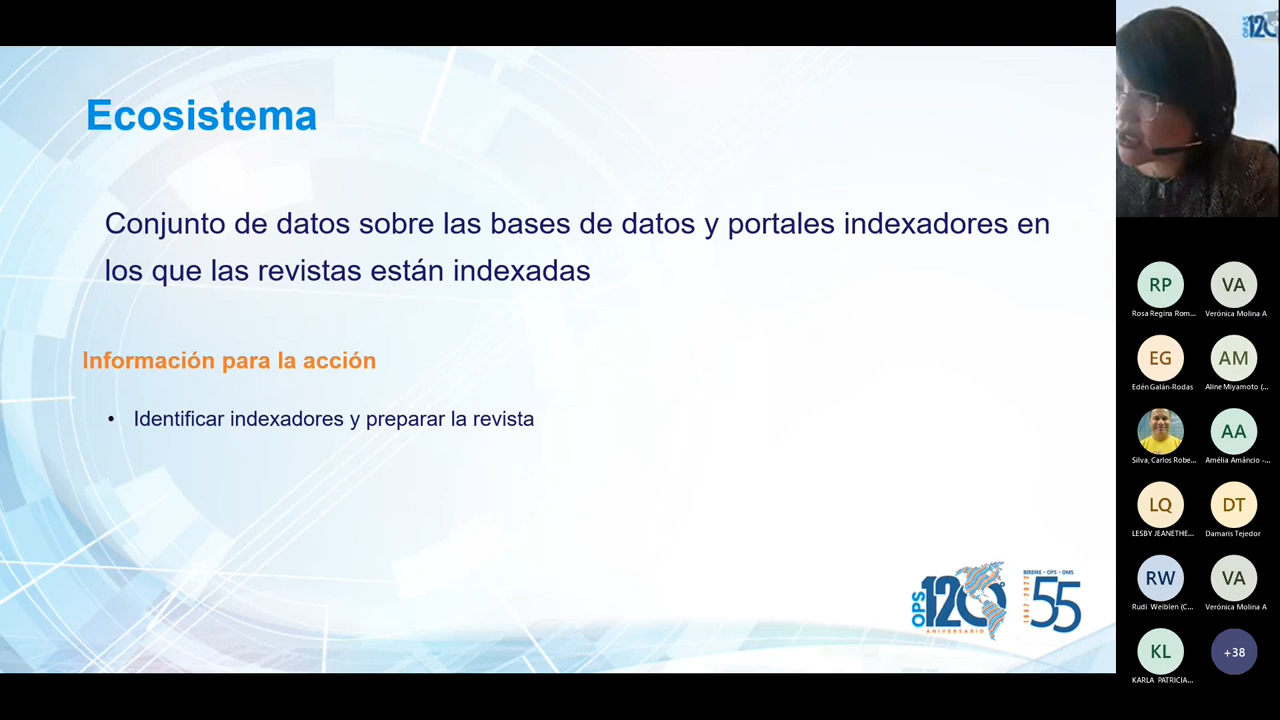 Ecosistema
Conjunto de datos sobre las bases de datos y portales indexadores en
los que las revistas están indexadas
Información para la acción
• Identificar indexadores y preparar la revista
OPS
120
ANIVERSARIO
BIREME • OPS • OMS
55
OPAS
120
RP
VA
Rosa Regina Rom...
Verónica Molina A
EG
AM
Edén Galán-Rodas
Aline Miyamoto (...
AA
Silva, Carlos Robe...
Amélia Amâncio -...
LQ
DT
LESBY JEANETHE...
Damaris Tejedor
RW
VA
Rudi Weiblen (C...
Verónica Molina A
KL
+38
KARLA PATRICIA...